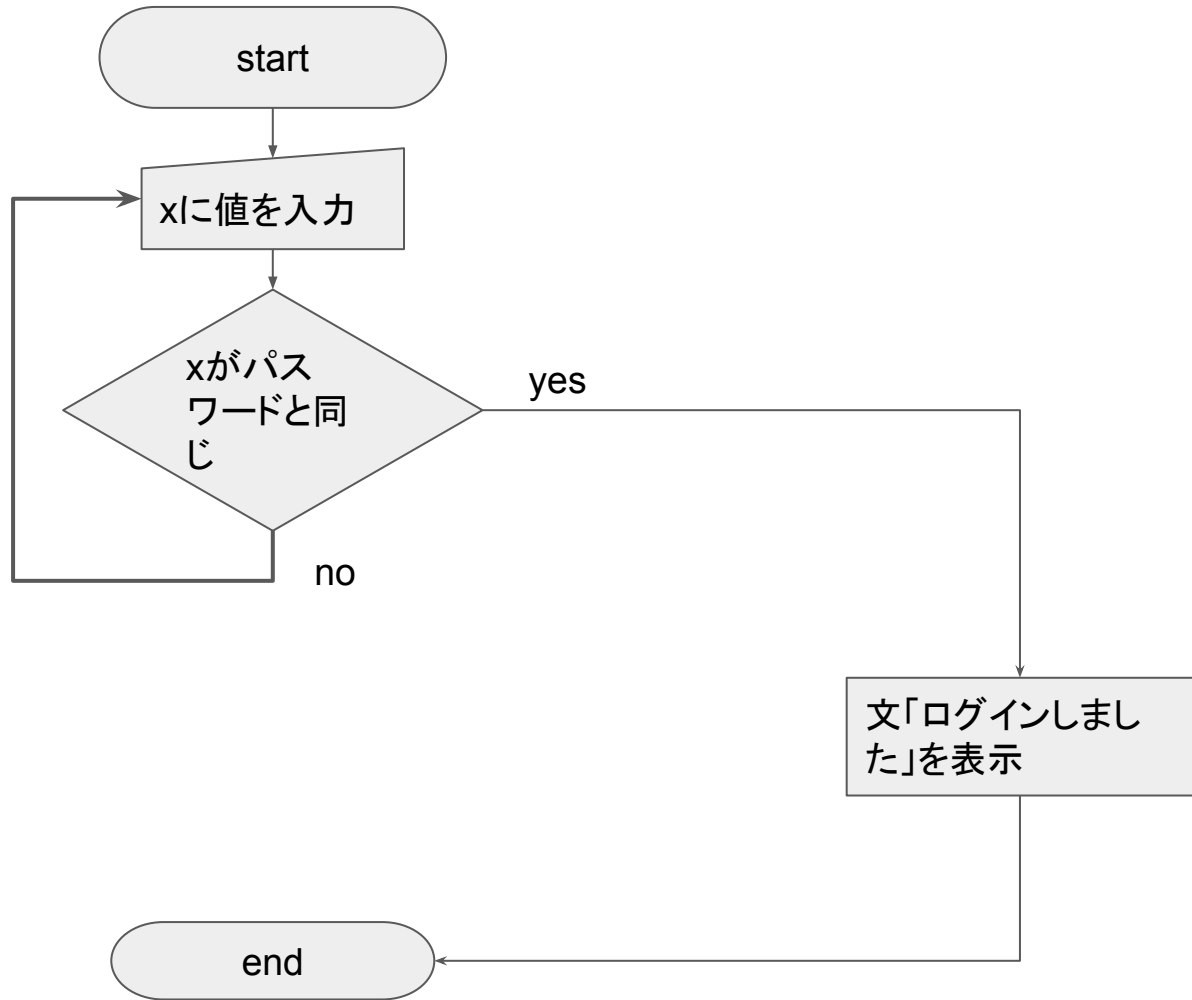 start
xに値を入力
xがパス
ワードと同
じ
yes
no
文「ログインしまし
た」を表示
end